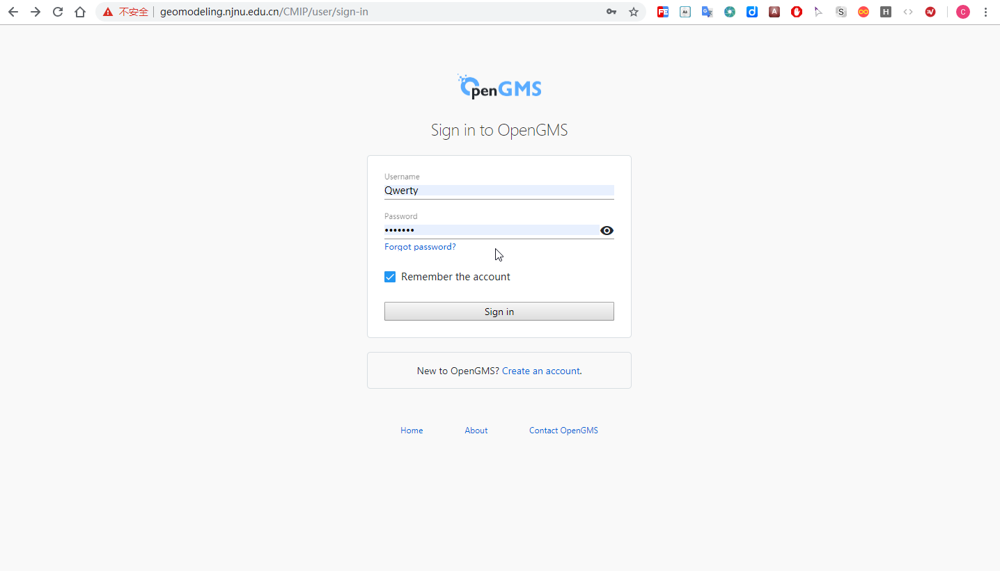 不安全 geomodeling.njnu.edu.cn/CMIP/user/sign-in
OpenGMS
Sign in to OpenGMS
Username
Qwerty
Password
•••••••
Forgot password?
Remember the account
Sign in
New to OpenGMS? Create an account.
Home About Contact OpenGMS